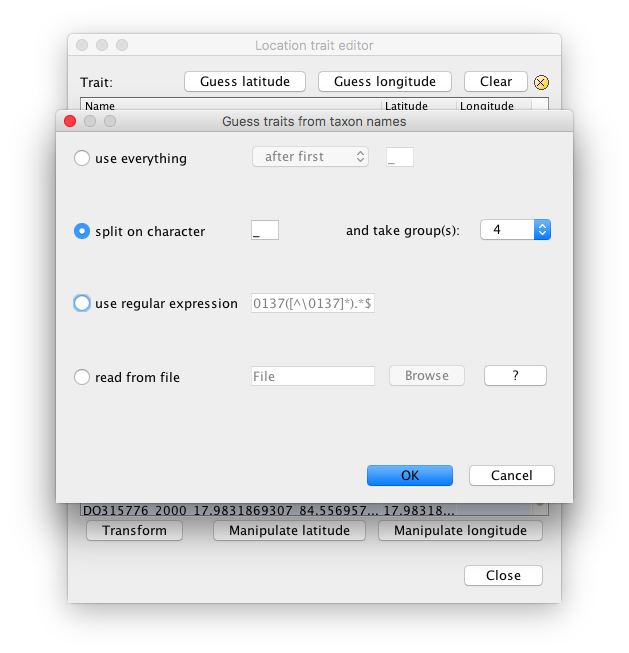 Location trait editor
Trait: Guess latitude Guess longitude Clear
Name Latitude Longitude
Guess traits from taxon names
use everything after first _
split on character _ and take group(s): 4
use regular expression 0137([^\0137]*).*$
read from file File Browse ?
OK Cancel
DQ315776_2000_17.9831869307_84.556957... 17.98318...
Transform Manipulate latitude Manipulate longitude
Close